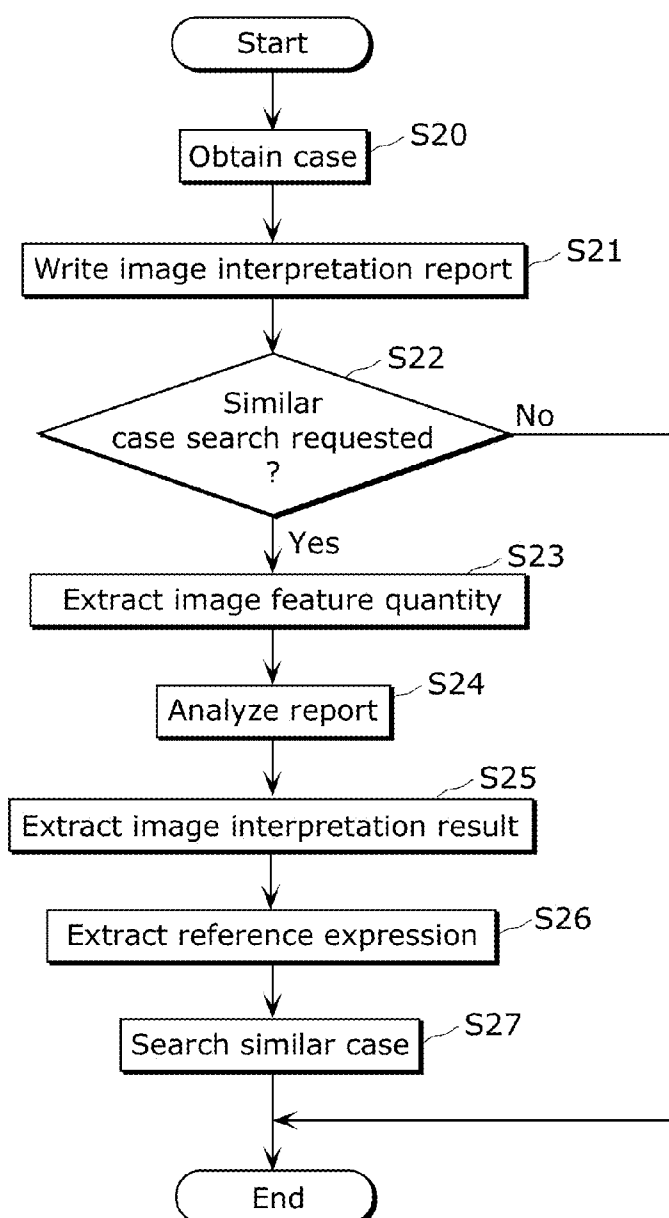 Start
S20
Obtain case
S21
Write image interpretation report
S22
Similar
case search requested
?
No
Yes
S23
Extract image feature quantity
S24
Analyze report
S25
Extract image interpretation result
S26
Extract reference expression
S27
Search similar case
End